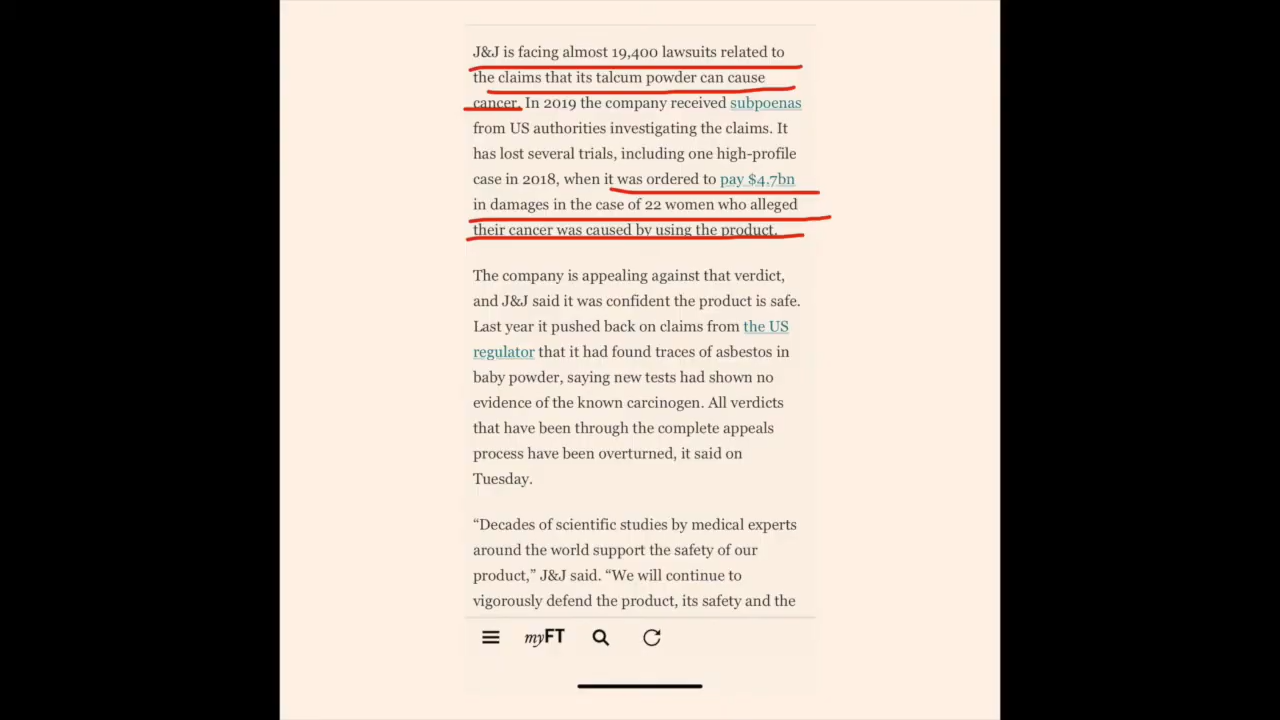 J&J is facing almost 19,400 lawsuits related to
the claims that its talcum powder can cause
cancer. In 2019 the company received subpoenas
from US authorities investigating the claims. It
has lost several trials, including one high-profile
case in 2018, when it was ordered to pay $4.7bn
in damages in the case of 22 women who alleged
their cancer was caused by using the product.
The company is appealing against that verdict,
and J&J said it was confident the product is safe.
Last year it pushed back on claims from the US
regulator that it had found traces of asbestos in
baby powder, saying new tests had shown no
evidence of the known carcinogen. All verdicts
that have been through the complete appeals
process have been overturned, it said on
Tuesday.
“Decades of scientific studies by medical experts
around the world support the safety of our
product,” J&J said. “We will continue to
vigorously defend the product, its safety and the
myFT